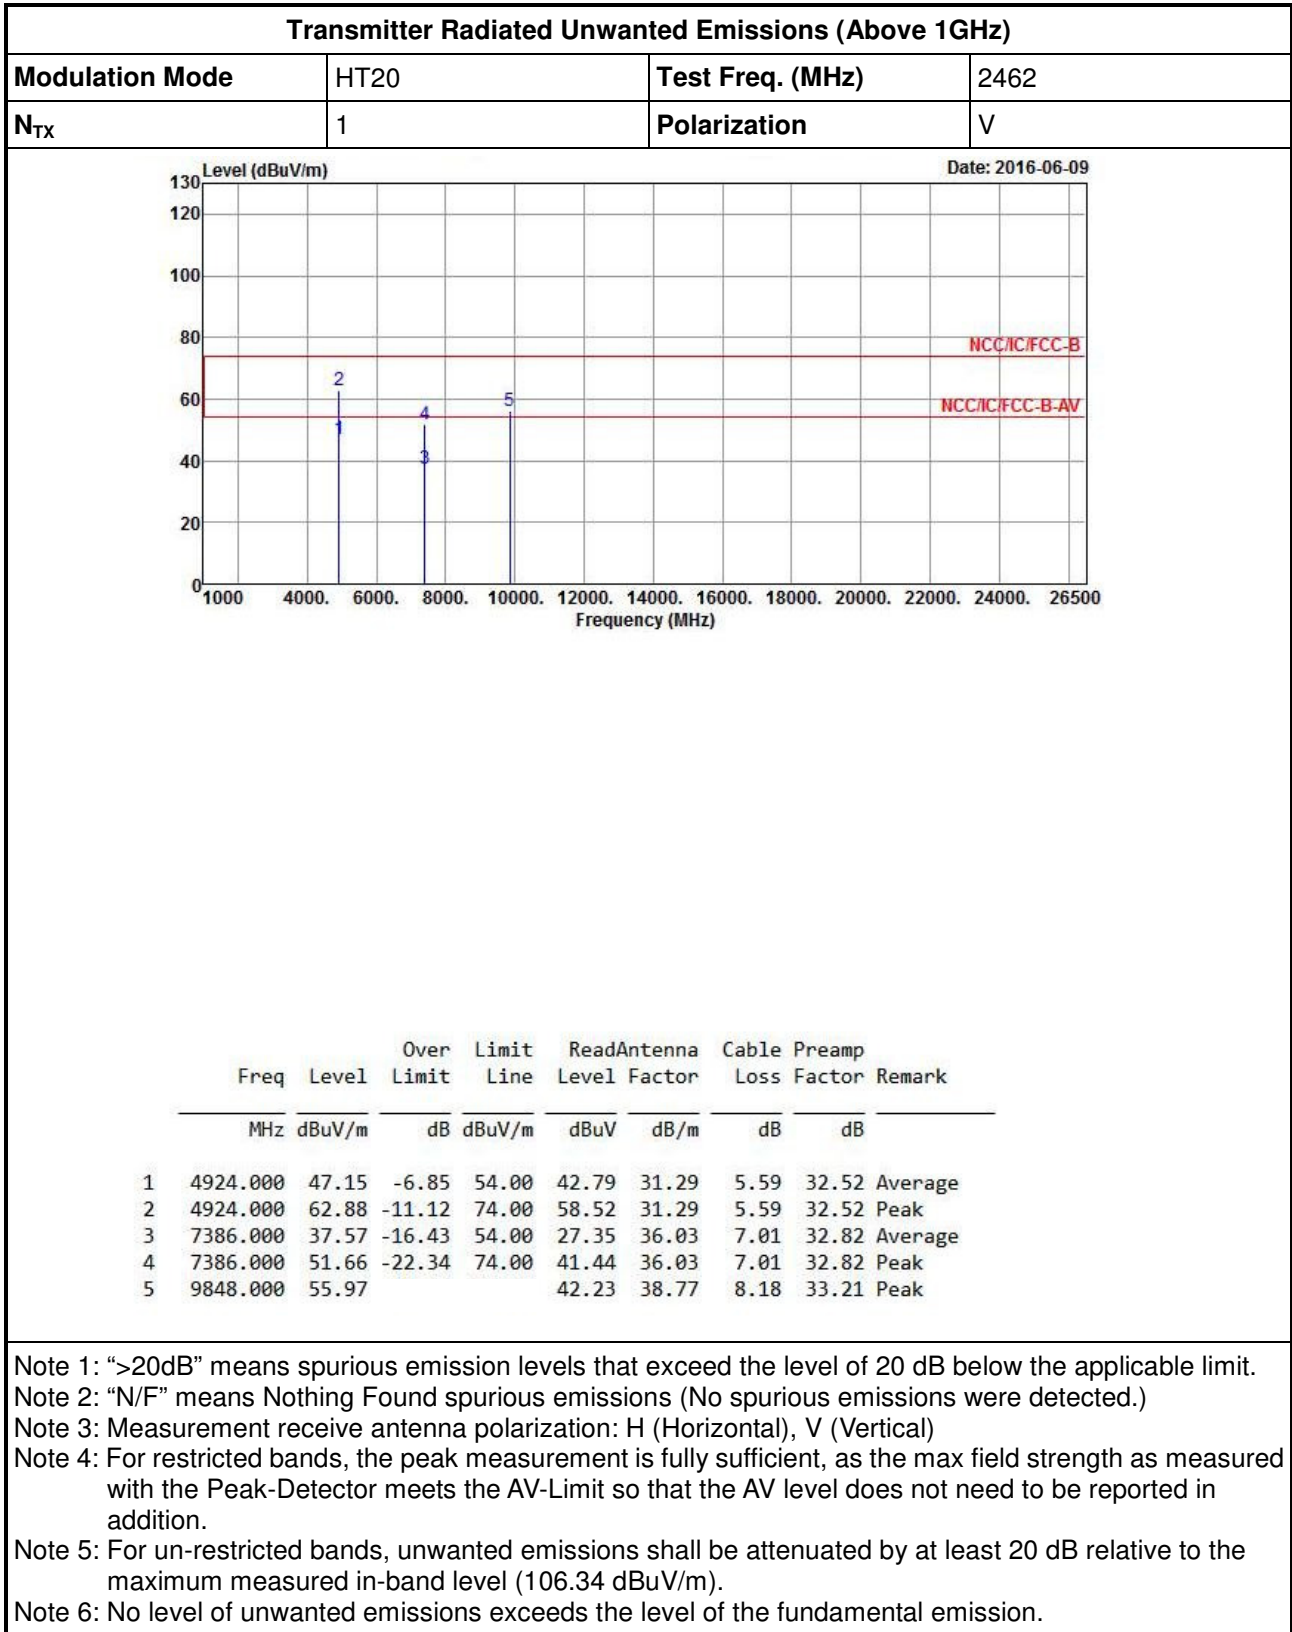 Transmitter Radiated Unwanted Emissions (Above 1GHz)
Modulation Mode HT20 Test Freq. (MHz) 2462
NTX 1 Polarization V
Level (dBuV/m) Date: 2016-06-09
130
120
100
80
NCC/IC/FCC-B
2
60
5
NCC/IC/FCC-B-AV
4
1
40
3
20
0
1000 4000. 6000. 8000. 10000. 12000. 14000. 16000. 18000. 20000. 22000. 24000. 26500
Frequency (MHz)
Over Limit ReadAntenna Cable Preamp
Freq Level Limit Line Level Factor Loss Factor Remark
MHz dBuV/m dB dBuV/m dBuV dB/m dB dB
1 4924.000 47.15 -6.85 54.00 42.79 31.29 5.59 32.52 Average
2 4924.000 62.88 -11.12 74.00 58.52 31.29 5.59 32.52 Peak
3 7386.000 37.57 -16.43 54.00 27.35 36.03 7.01 32.82 Average
4 7386.000 51.66 -22.34 74.00 41.44 36.03 7.01 32.82 Peak
5 9848.000 55.97 42.23 38.77 8.18 33.21 Peak
Note 1: “>20dB” means spurious emission levels that exceed the level of 20 dB below the applicable limit.
Note 2: “N/F” means Nothing Found spurious emissions (No spurious emissions were detected.)
Note 3: Measurement receive antenna polarization: H (Horizontal), V (Vertical)
Note 4: For restricted bands, the peak measurement is fully sufficient, as the max field strength as measured
with the Peak-Detector meets the AV-Limit so that the AV level does not need to be reported in
addition.
Note 5: For un-restricted bands, unwanted emissions shall be attenuated by at least 20 dB relative to the
maximum measured in-band level (106.34 dBuV/m).
Note 6: No level of unwanted emissions exceeds the level of the fundamental emission.